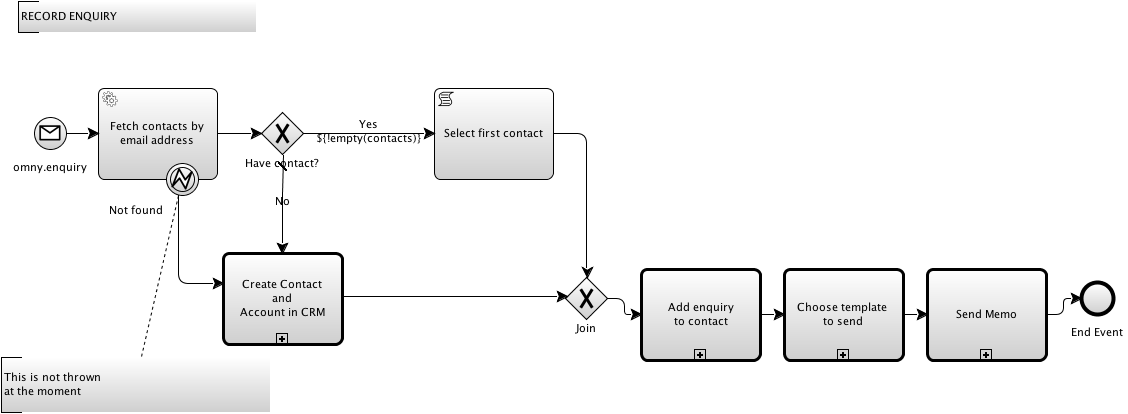 RECORD ENQUIRY
Fetch contacts by
email address
omny.enquiry
Not found
Have contact?
Yes
${!empty(contacts)}
No
Select first contact
Create Contact
and
Account in CRM
Join
Add enquiry
to contact
Choose template
to send
Send Memo
End Event
This is not thrown
at the moment